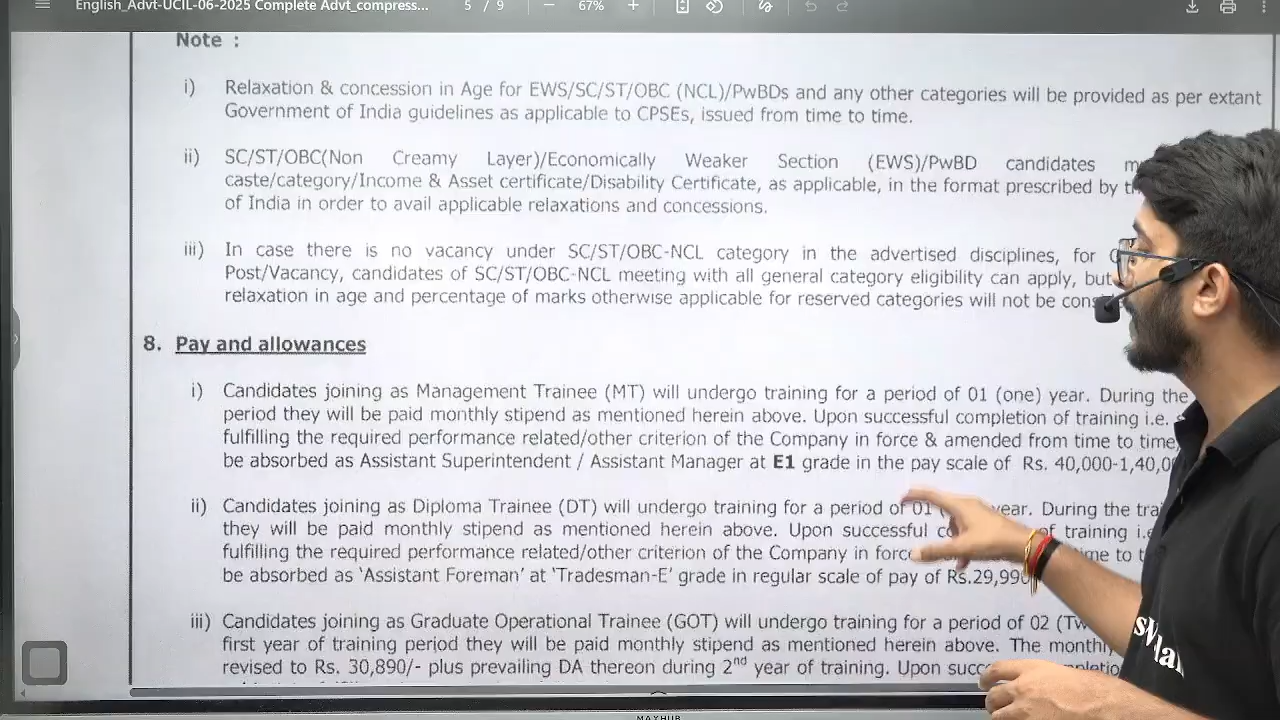 English_Advt-UCIL-06-2025 Complete Advt_compress... 5 / 9 — 67% +
Note :
i) Relaxation & concession in Age for EWS/SC/ST/OBC (NCL)/PwBDs and any other categories will be provided as per extant
Government of India guidelines as applicable to CPSEs, issued from time to time.
ii) SC/ST/OBC(Non Creamy Layer)/Economically Weaker Section (EWS)/PwBD candidates
caste/category/Income & Asset certificate/Disability Certificate, as applicable, in the format prescribed by
of India in order to avail applicable relaxations and concessions.
iii) In case there is no vacancy under SC/ST/OBC-NCL category in the advertised disciplines, for
Post/Vacancy, candidates of SC/ST/OBC-NCL meeting with all general category eligibility can apply, but
relaxation in age and percentage of marks otherwise applicable for reserved categories will not be
8. Pay and allowances
i) Candidates joining as Management Trainee (MT) will undergo training for a period of 01 (one) year. During the
period they will be paid monthly stipend as mentioned herein above. Upon successful completion of training i.e.
fulfilling the required performance related/other criterion of the Company in force & amended from time to time
be absorbed as Assistant Superintendent / Assistant Manager at E1 grade in the pay scale of Rs. 40,000-1,40,0
ii) Candidates joining as Diploma Trainee (DT) will undergo training for a period of 01 year. During the
they will be paid monthly stipend as mentioned herein above. Upon successful of training i.e
fulfilling the required performance related/other criterion of the Company in force to
be absorbed as 'Assistant Foreman' at 'Tradesman-E' grade in regular scale of pay of Rs.29,990
iii) Candidates joining as Graduate Operational Trainee (GOT) will undergo training for a period of 02
first year of training period they will be paid monthly stipend as mentioned herein above. The monthly
revised to Rs. 30,890/- plus prevailing DA thereon during 2nd year of training. Upon
MAXHUB